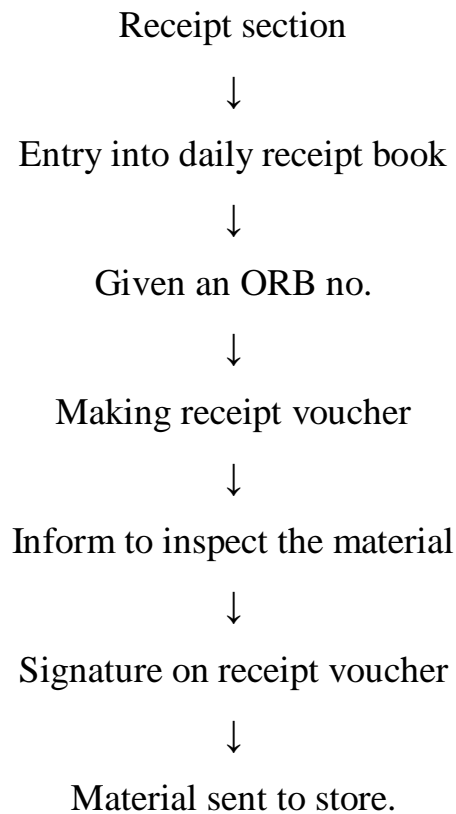 Receipt section
↓
Entry into daily receipt book
↓
Given an ORB no.
↓
Making receipt voucher
↓
Inform to inspect the material
↓
Signature on receipt voucher
↓
Material sent to store.